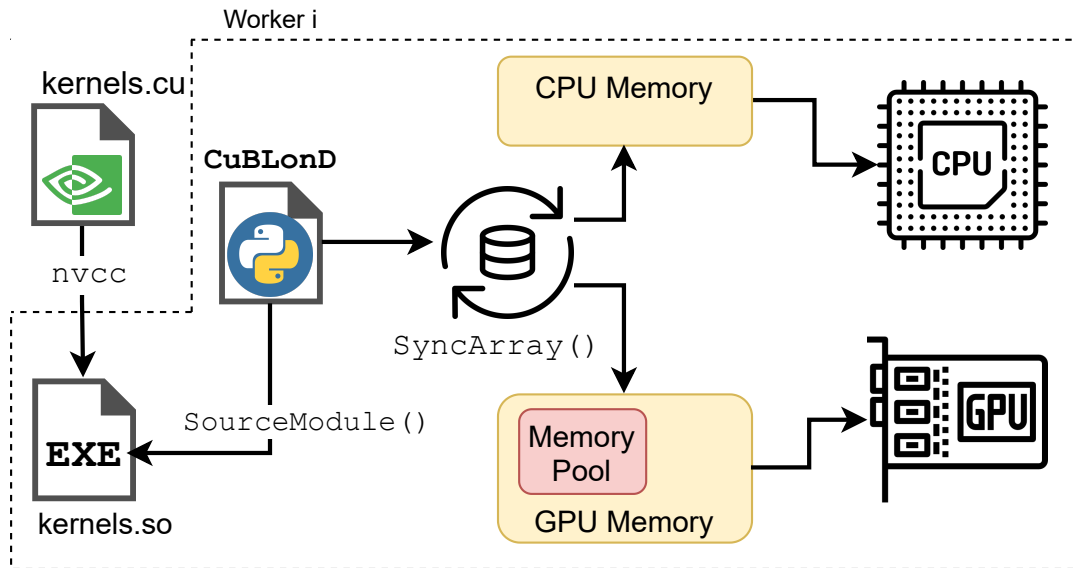 Worker i
kernels.cu
CPU Memory
CPU
CuBLonD
nvcc
SyncArray()
SourceModule()
EXE
kernels.so
Memory
Pool
GPU Memory
GPU